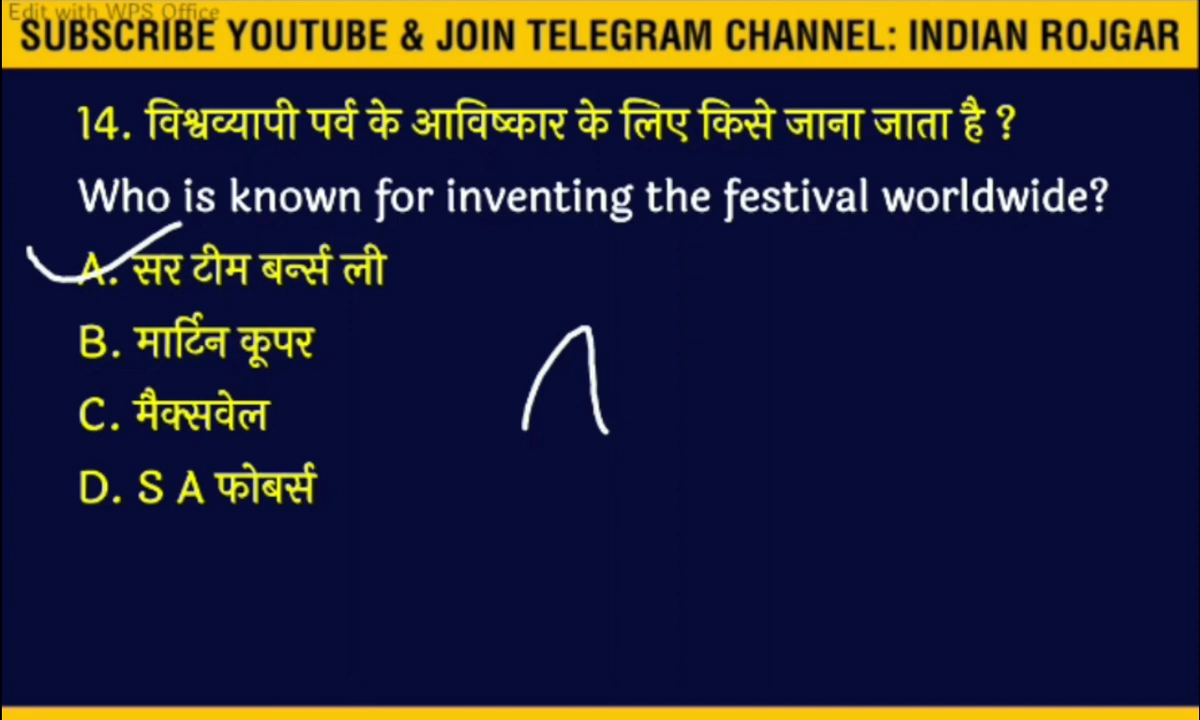 Edit with WPS Office
SUBSCRIBE YOUTUBE & JOIN TELEGRAM CHANNEL: INDIAN ROJGAR
14. विश्वव्यापी पर्व के आविष्कार के लिए किसे जाना जाता है ?
Who is known for inventing the festival worldwide?
A. सर टीम बर्न्स ली
B. मार्टिन कूपर
C. मैक्सवेल
D. S A फोबर्स